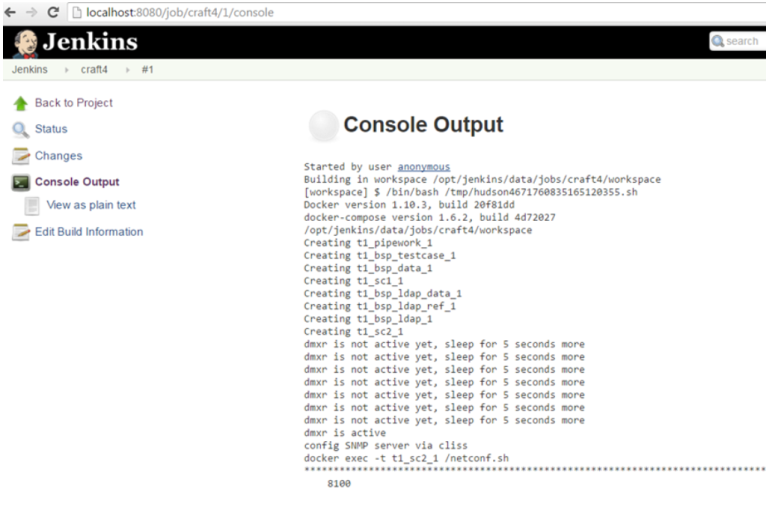 localhost:8080/job/craft4/1/console
Jenkins
search
Jenkins craft4 #1
Back to Project
Status
Changes
Console Output
View as plain text
Edit Build Information
Console Output
Started by user anonymous
Building in workspace /opt/jenkins/data/jobs/craft4/workspace
[workspace] $ /bin/bash /tmp/hudson4671760835165120355.sh
Docker version 1.10.3, build 20f81dd
docker-compose version 1.6.2, build 4d72027
/opt/jenkins/data/jobs/craft4/workspace
Creating t1_pipework_1
Creating t1_bsp_testcase_1
Creating t1_bsp_data_1
Creating t1_sc1_1
Creating t1_bsp_ldap_data_1
Creating t1_bsp_ldap_ref_1
Creating t1_bsp_ldap_1
Creating t1_sc2_1
dmxr is not active yet, sleep for 5 seconds more
dmxr is not active yet, sleep for 5 seconds more
dmxr is not active yet, sleep for 5 seconds more
dmxr is not active yet, sleep for 5 seconds more
dmxr is not active yet, sleep for 5 seconds more
dmxr is not active yet, sleep for 5 seconds more
dmxr is not active yet, sleep for 5 seconds more
dmxr is active
config SNMP server via cliss
docker exec -t t1_sc2_1 /netconf.sh
********************************************************************************
8100